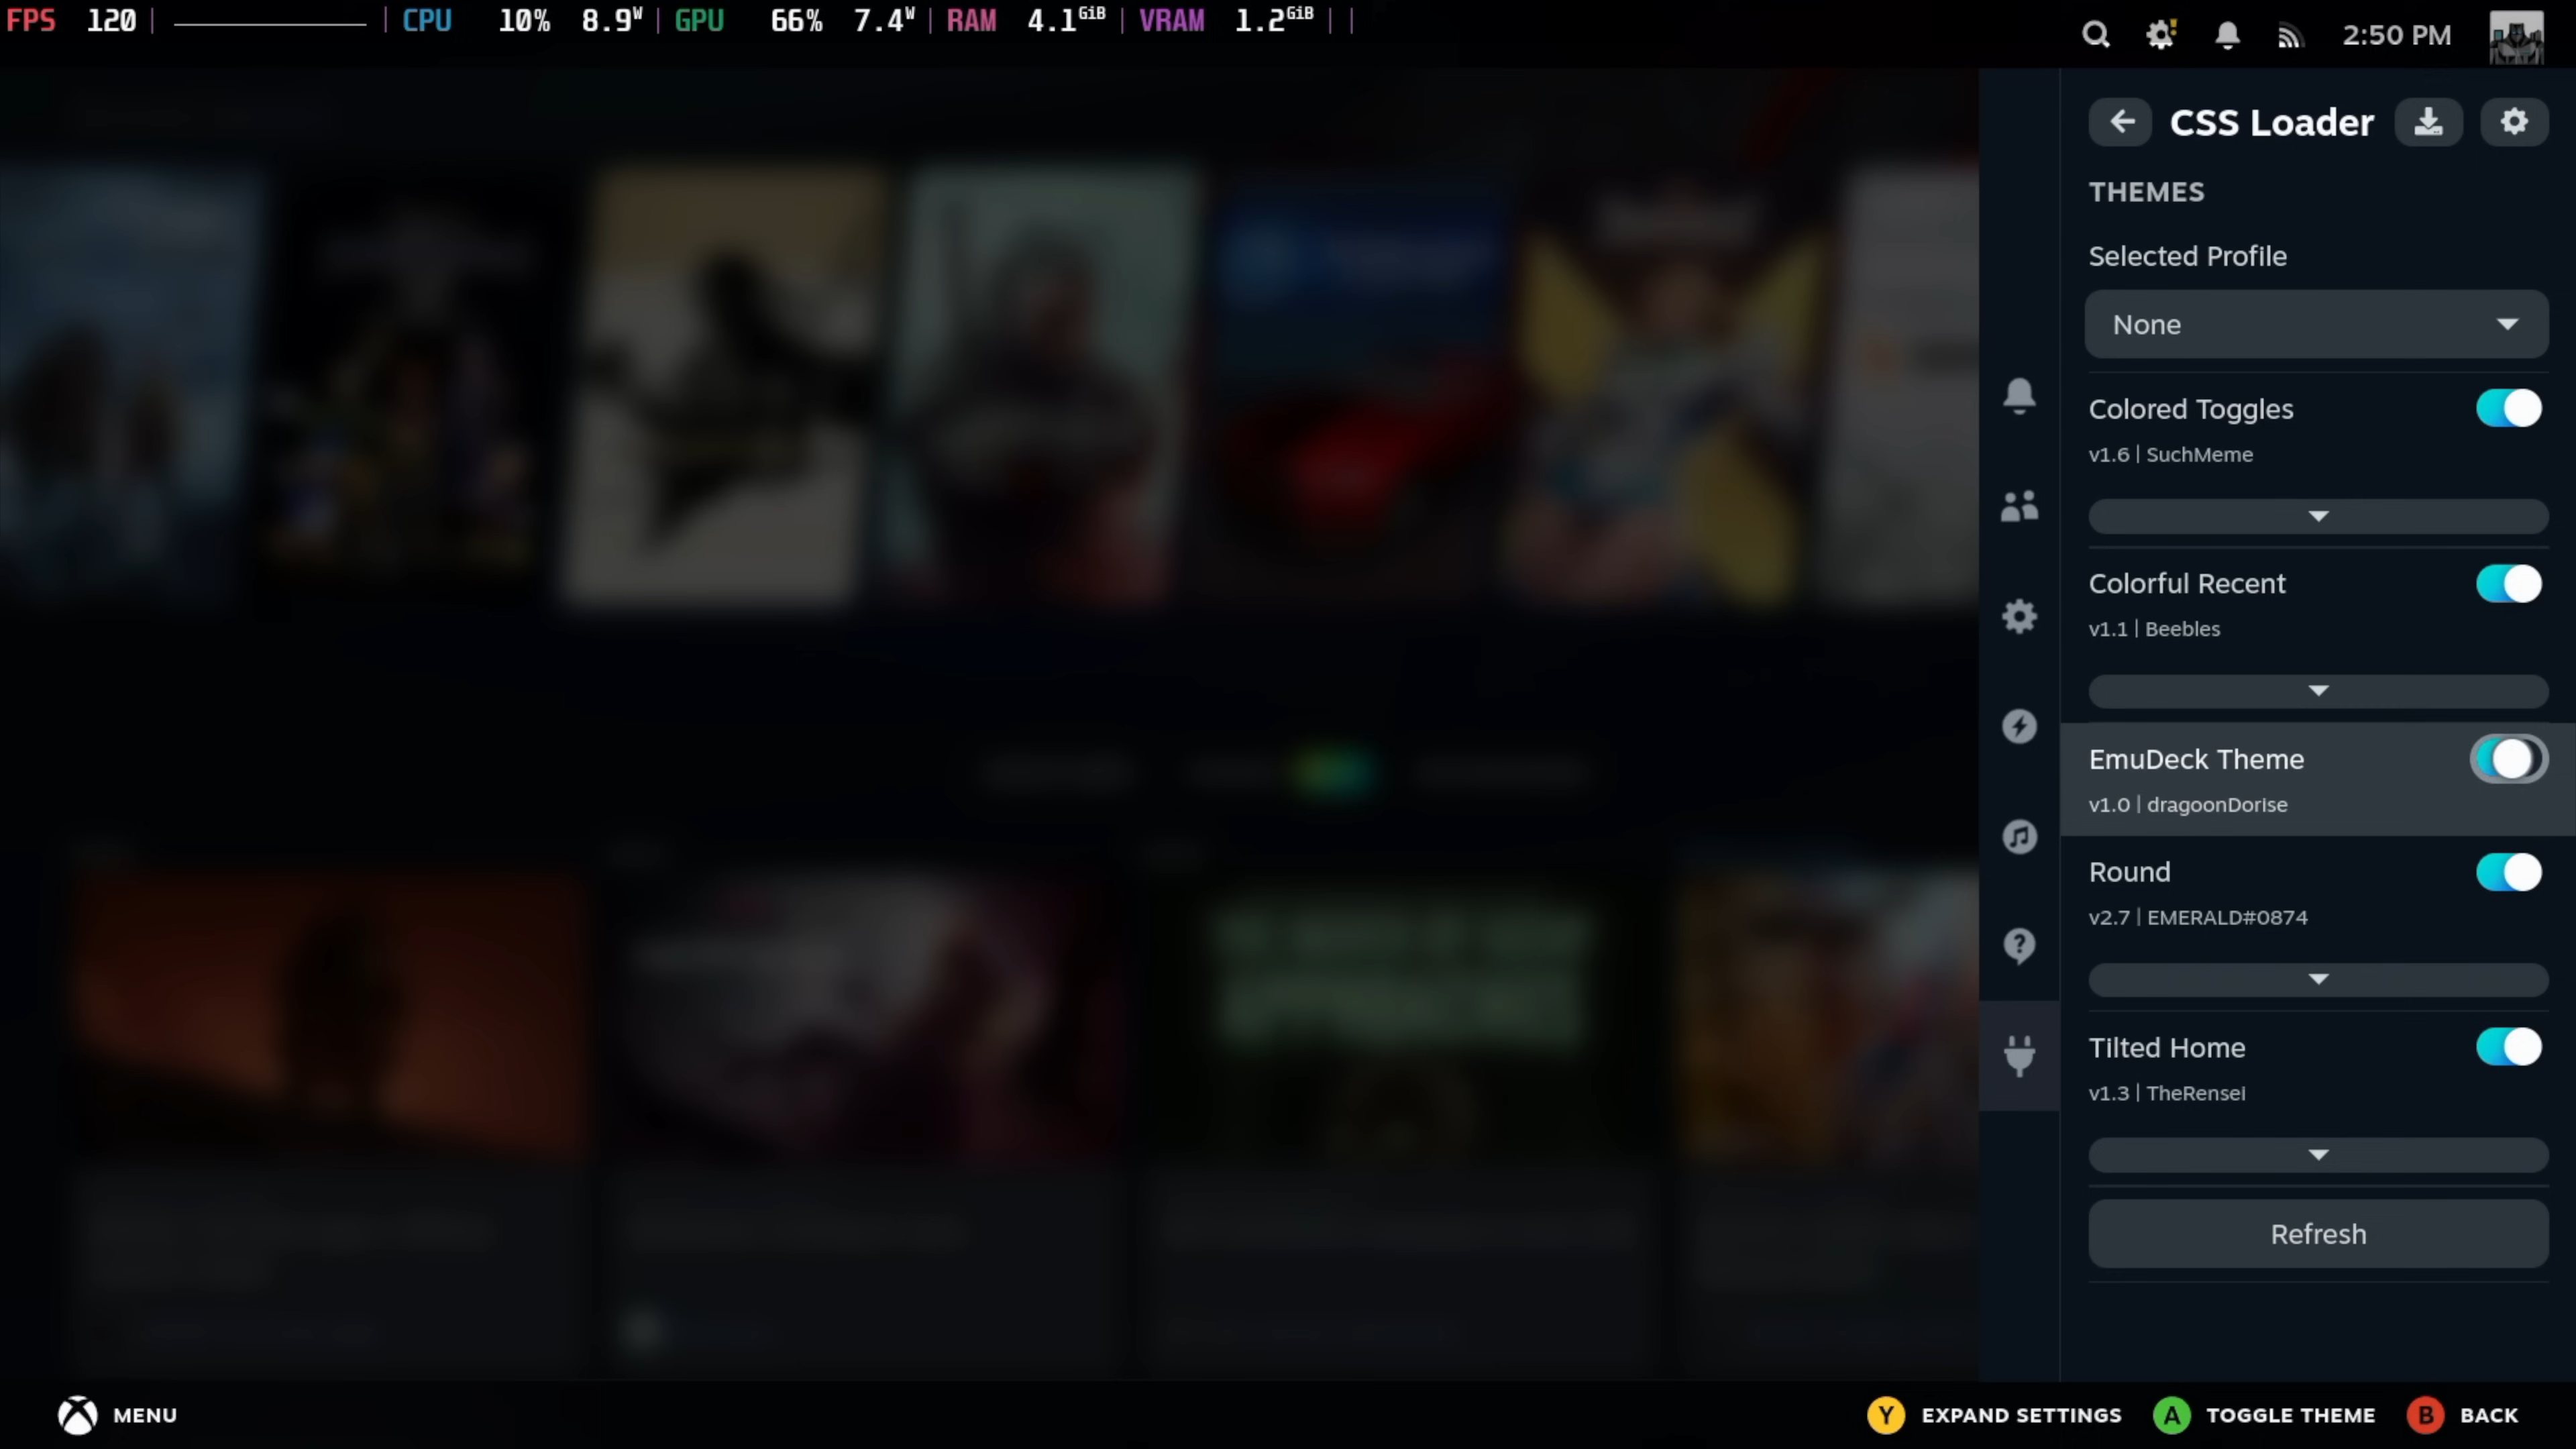 FPS 120 CPU 10% 8.9W GPU 66% 7.4W RAM 4.1GiB VRAM 1.2GiB
2:50 PM
CSS Loader
THEMES
Selected Profile
None
Colored Toggles
v1.6 | SuchMeme
Colorful Recent
v1.1 | Beebles
EmuDeck Theme
v1.0 | dragoonDorise
Round
v2.7 | EMERALD#0874
Tilted Home
v1.3 | TheRensei
Refresh
MENU
Y EXPAND SETTINGS A TOGGLE THEME B BACK